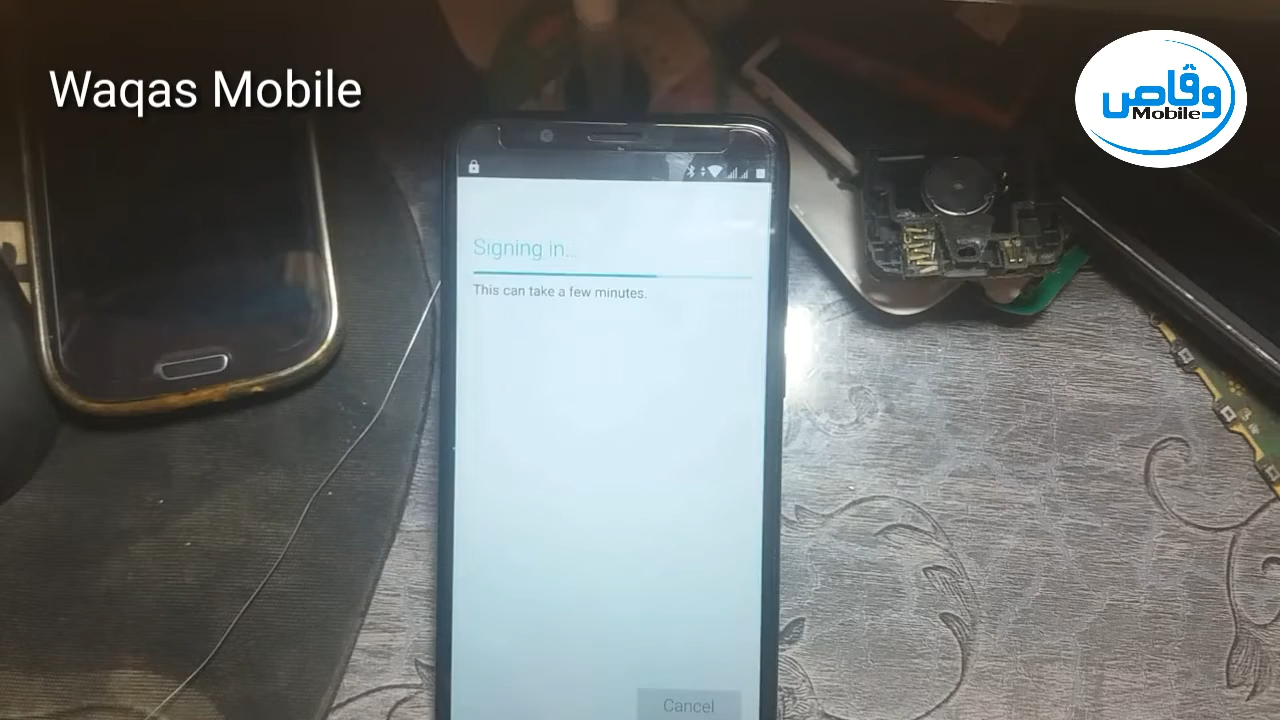 Waqas Mobile
وقاص
Mobile
Signing in...
This can take a few minutes.
Cancel